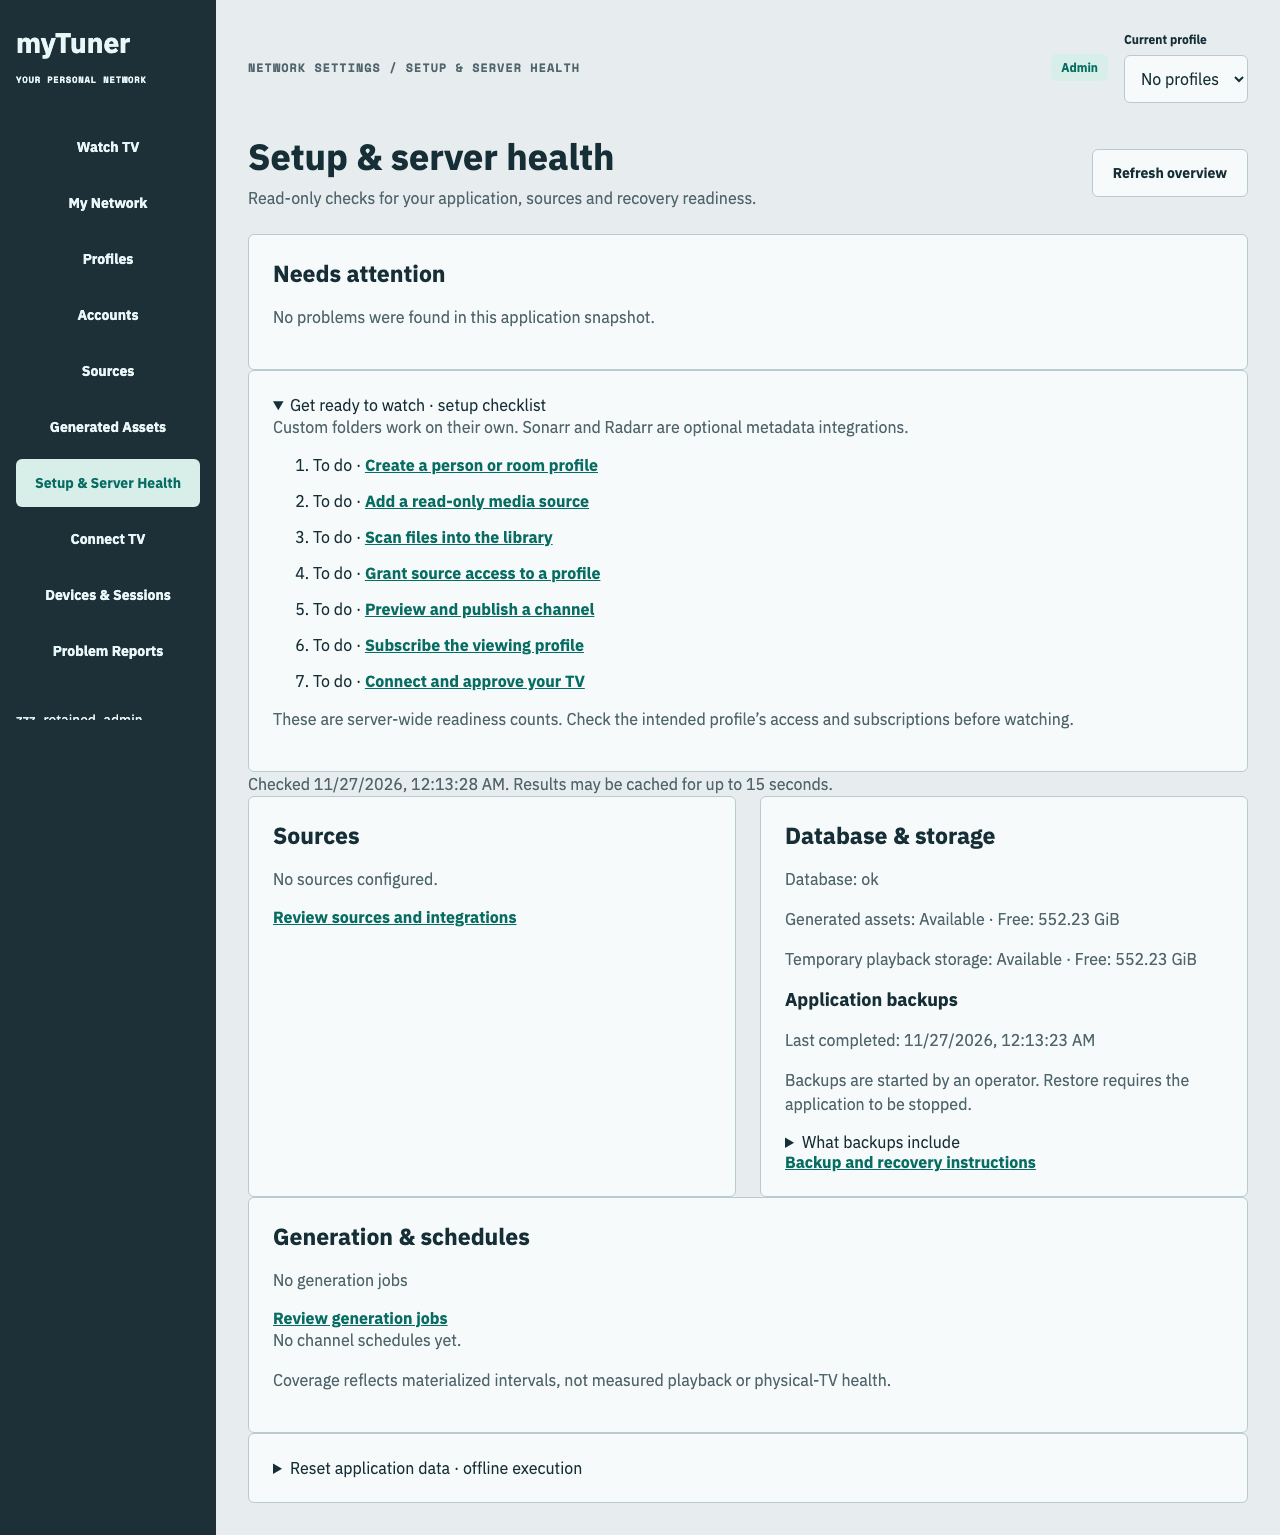 myTuner
YOUR PERSONAL NETWORK
Watch TV
My Network
Profiles
Accounts
Sources
Generated Assets
Setup & Server Health
Connect TV
Devices & Sessions
Problem Reports
zzz_retained_admin
NETWORK SETTINGS / SETUP & SERVER HEALTH
Admin
Current profile
No profiles
Setup & server health
Read-only checks for your application, sources and recovery readiness.
Refresh overview
Needs attention
No problems were found in this application snapshot.
▼ Get ready to watch · setup checklist
Custom folders work on their own. Sonarr and Radarr are optional metadata integrations.
1. To do · Create a person or room profile
2. To do · Add a read-only media source
3. To do · Scan files into the library
4. To do · Grant source access to a profile
5. To do · Preview and publish a channel
6. To do · Subscribe the viewing profile
7. To do · Connect and approve your TV
These are server-wide readiness counts. Check the intended profile’s access and subscriptions before watching.
Checked 11/27/2026, 12:13:28 AM. Results may be cached for up to 15 seconds.
Sources
No sources configured.
Review sources and integrations
Database & storage
Database: ok
Generated assets: Available · Free: 552.23 GiB
Temporary playback storage: Available · Free: 552.23 GiB
Application backups
Last completed: 11/27/2026, 12:13:23 AM
Backups are started by an operator. Restore requires the
application to be stopped.
▶ What backups include
Backup and recovery instructions
Generation & schedules
No generation jobs
Review generation jobs
No channel schedules yet.
Coverage reflects materialized intervals, not measured playback or physical-TV health.
▶ Reset application data · offline execution